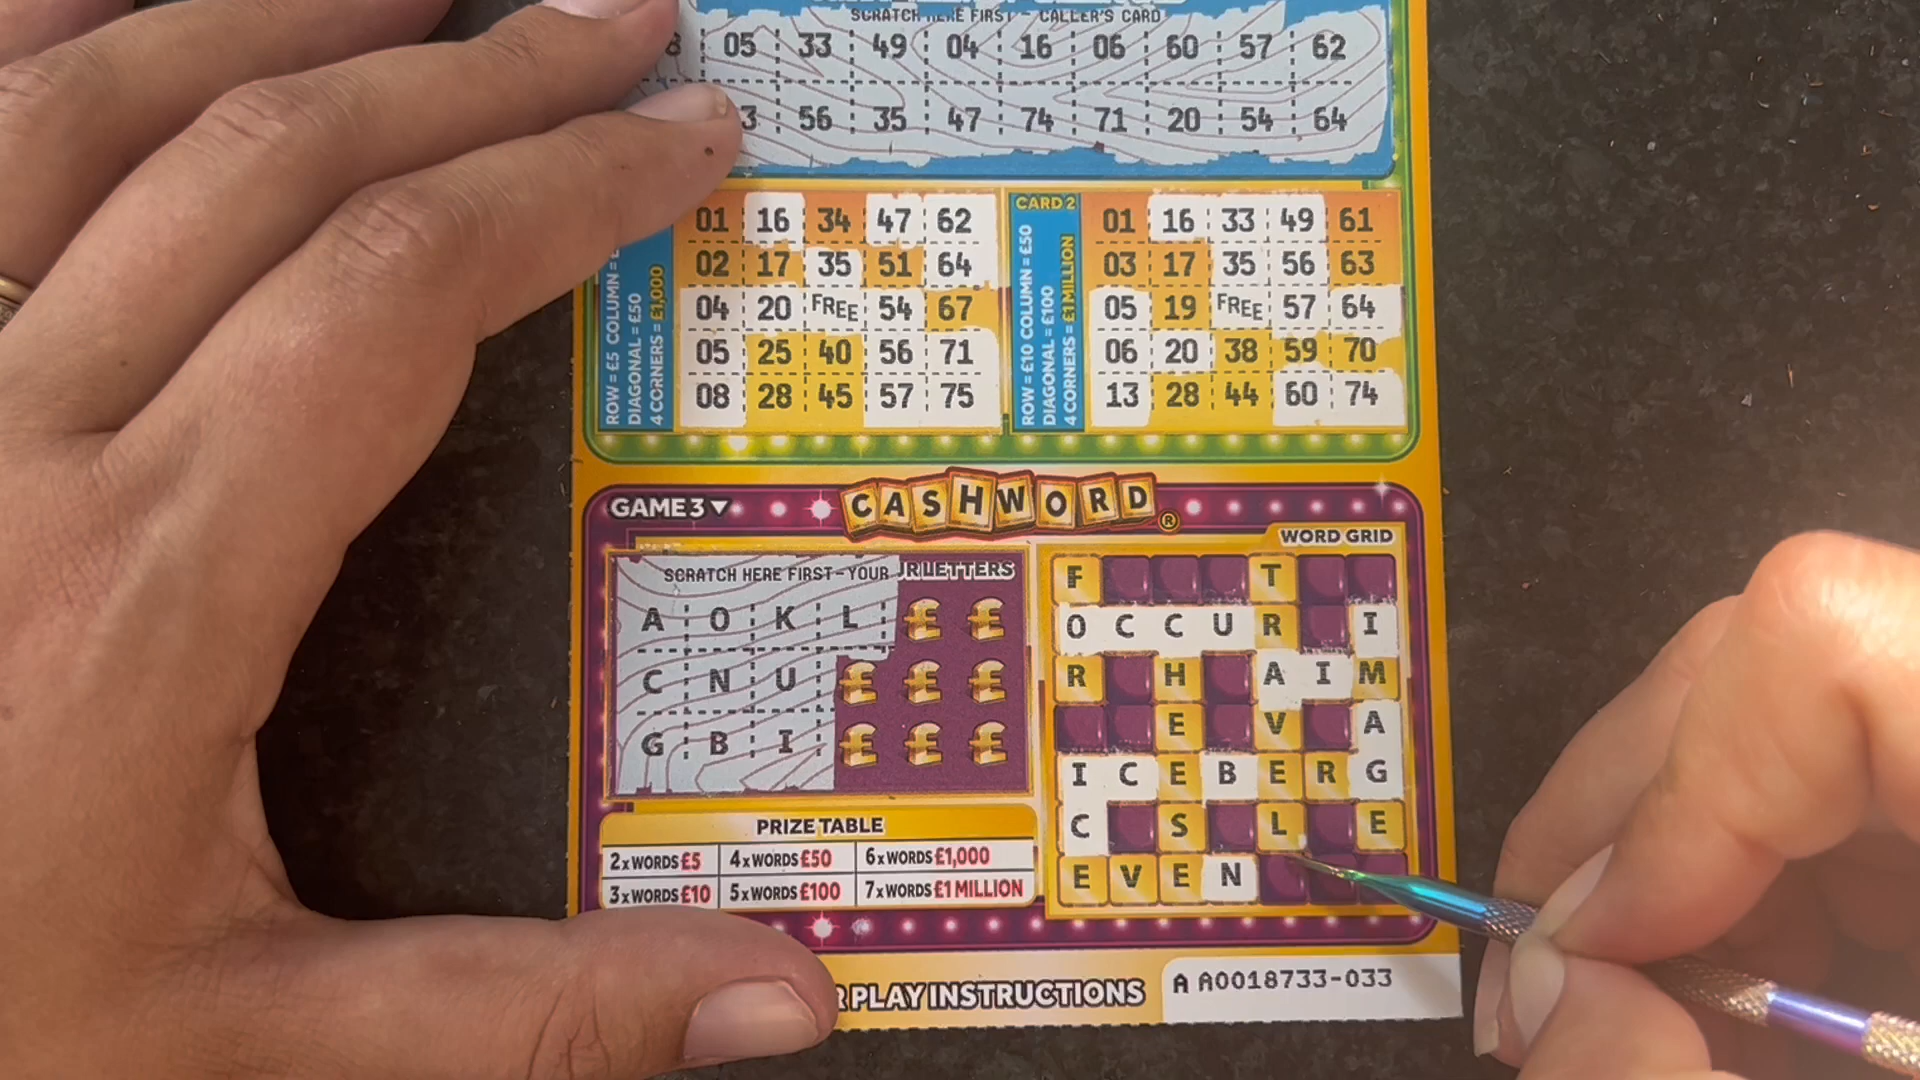 SCRATCH HERE FIRST - CALLER'S CARD
05 33 49 04 16 06 60 57 62
3 56 35 47 74 71 20 54 64
ROW = £5 COLUMN = £
DIAGONAL = £50
4 CORNERS = £1,000
01 16 34 47 62
02 17 35 51 64
04 20 FREE 54 67
05 25 40 56 71
08 28 45 57 75
CARD 2
ROW = £10 COLUMN = £50
DIAGONAL = £100
4 CORNERS = £1 MILLION
01 16 33 49 61
03 17 35 56 63
05 19 FREE 57 64
06 20 38 59 70
13 28 44 60 74
GAME 3
CASHWORD®
SCRATCH HERE FIRST - YOUR
UR LETTERS
A O K L £ £
C N U £ £ £
G B I £ £ £
PRIZE TABLE
2 x WORDS £5 4 x WORDS £50 6 x WORDS £1,000
3 x WORDS £10 5 x WORDS £100 7 x WORDS £1 MILLION
WORD GRID
F T
O C C U R I
R H A I M
E V A
I C E B E R G
C S L E
E V E N
R PLAY INSTRUCTIONS
A A0018733-033